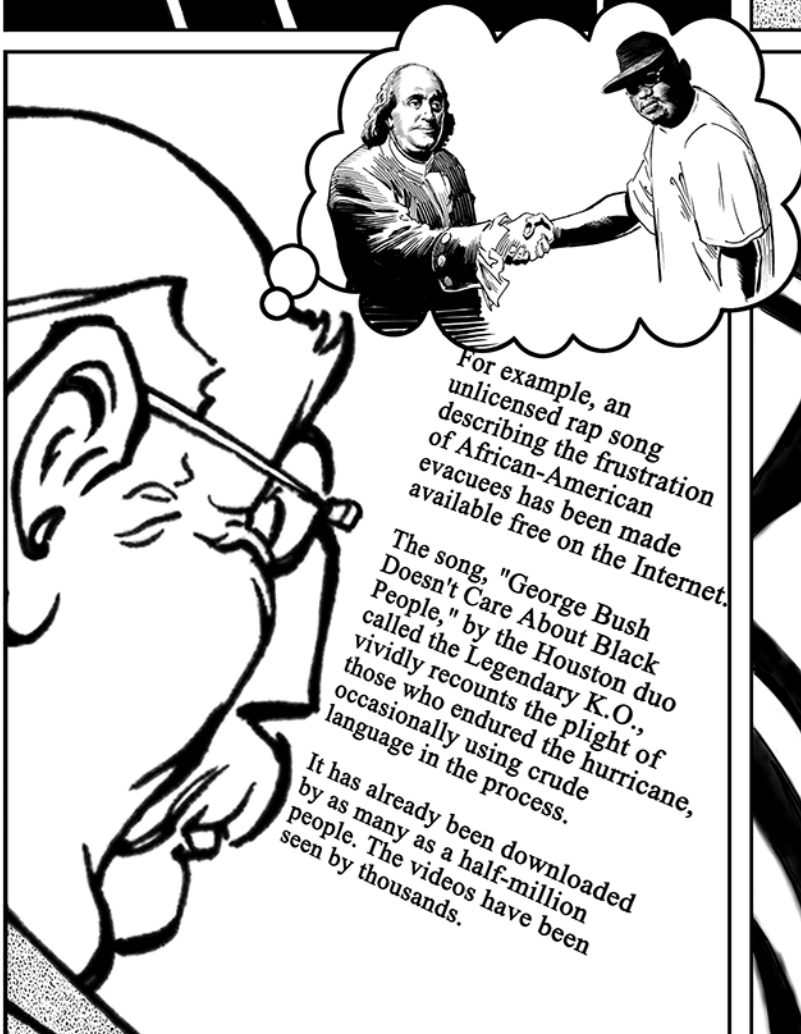 For example, an
unlicensed rap song
describing the frustration
of African-American
evacuees has been made
available free on the Internet.
The song, "George Bush
Doesn't Care About Black
People," by the Houston duo
called the Legendary K.O.,
vividly recounts the plight of
those who endured the hurricane,
occasionally using crude
language in the process.
It has already been downloaded
by as many as a half-million
people. The videos have been
seen by thousands.